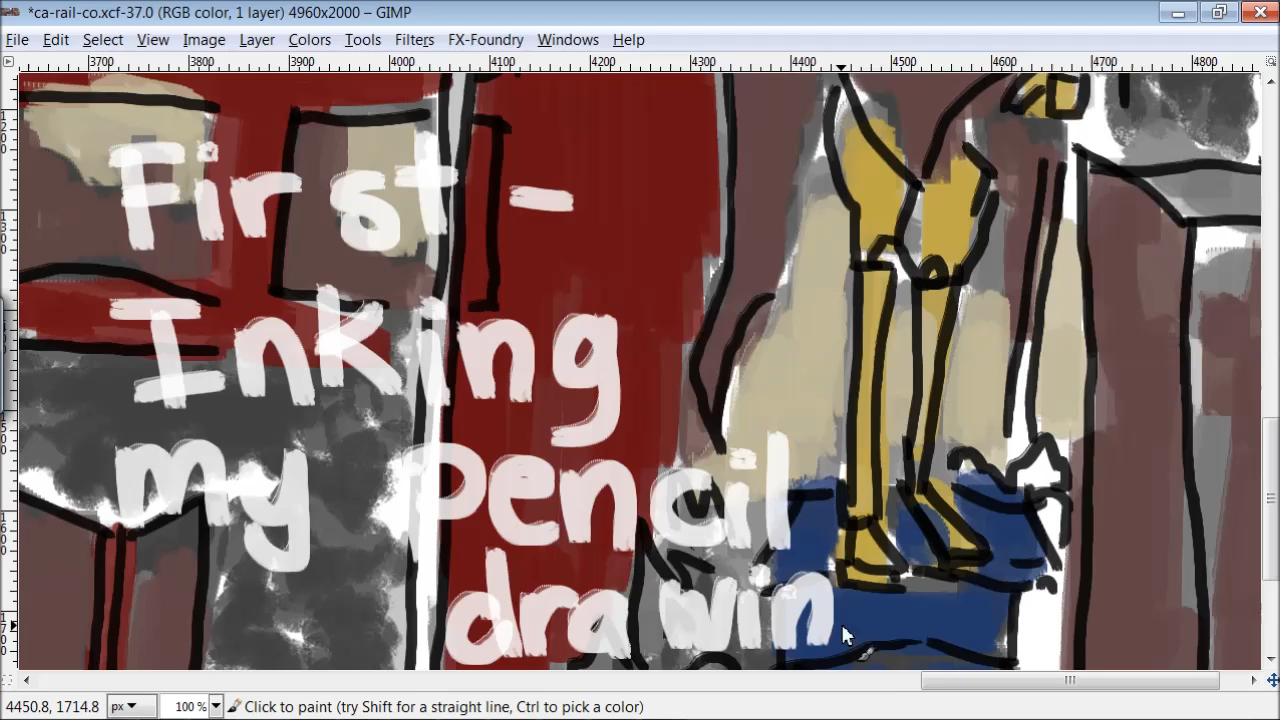 *ca-rail-co.xcf-37.0 (RGB color, 1 layer) 4960x2000 – GIMP
File Edit Select View Image Layer Colors Tools Filters FX-Foundry Windows Help
3700 3800 3900 4000 4100 4200 4300 4400 4500 4600 4700 4800
First-
Inking
my Pencil
drawin
4450.8, 1714.8 px 100 % Click to paint (try Shift for a straight line, Ctrl to pick a color)